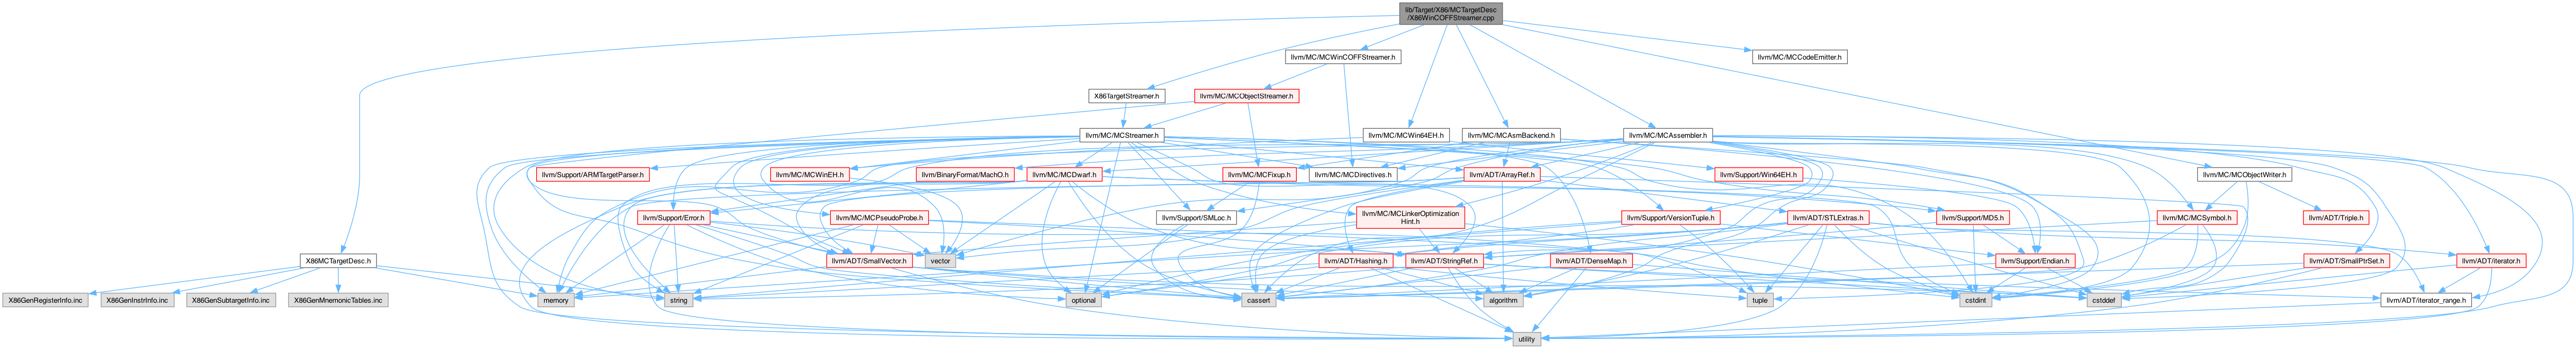 lib/Target/X86/MCTargetDesc
/X86WinCOFFStreamer.cpp
llvm/MC/MCWinCOFFStreamer.h
llvm/MC/MCCodeEmitter.h
X86TargetStreamer.h
llvm/MC/MCObjectStreamer.h
llvm/MC/MCStreamer.h
llvm/MC/MCWin64EH.h
llvm/MC/MCAsmBackend.h
llvm/MC/MCAssembler.h
llvm/Support/ARMTargetParser.h
llvm/MC/MCWinEH.h
llvm/BinaryFormat/MachO.h
llvm/MC/MCDwarf.h
llvm/MC/MCFixup.h
llvm/MC/MCDirectives.h
llvm/ADT/ArrayRef.h
llvm/Support/Win64EH.h
llvm/MC/MCObjectWriter.h
llvm/Support/Error.h
llvm/MC/MCPseudoProbe.h
llvm/Support/SMLoc.h
llvm/MC/MCLinkerOptimization
Hint.h
llvm/Support/VersionTuple.h
llvm/ADT/STLExtras.h
llvm/Support/MD5.h
llvm/MC/MCSymbol.h
llvm/ADT/Triple.h
X86MCTargetDesc.h
llvm/ADT/SmallVector.h
vector
llvm/ADT/Hashing.h
llvm/ADT/StringRef.h
llvm/ADT/DenseMap.h
llvm/Support/Endian.h
llvm/ADT/SmallPtrSet.h
llvm/ADT/iterator.h
X86GenRegisterInfo.inc
X86GenInstrInfo.inc
X86GenSubtargetInfo.inc
X86GenMnemonicTables.inc
memory
string
optional
cassert
algorithm
tuple
cstdint
cstddef
llvm/ADT/iterator_range.h
utility